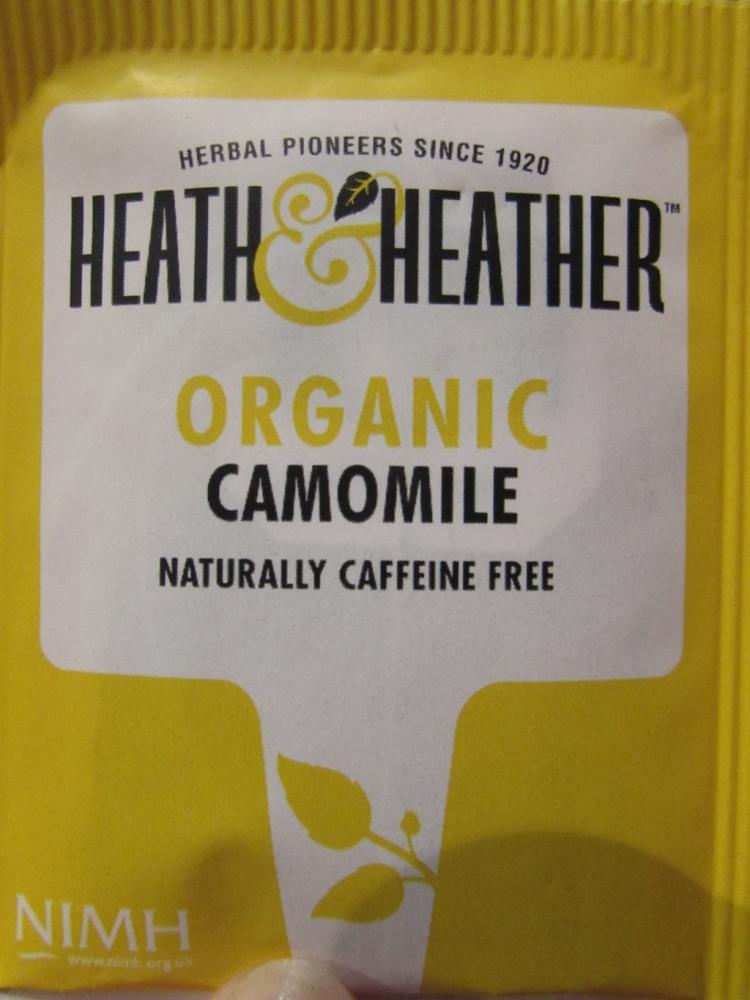 HERBAL PIONEERS SINCE 1920
HEATH & HEATHER™
ORGANIC
CAMOMILE
NATURALLY CAFFEINE FREE
NIMH
www.nimh.org.uk